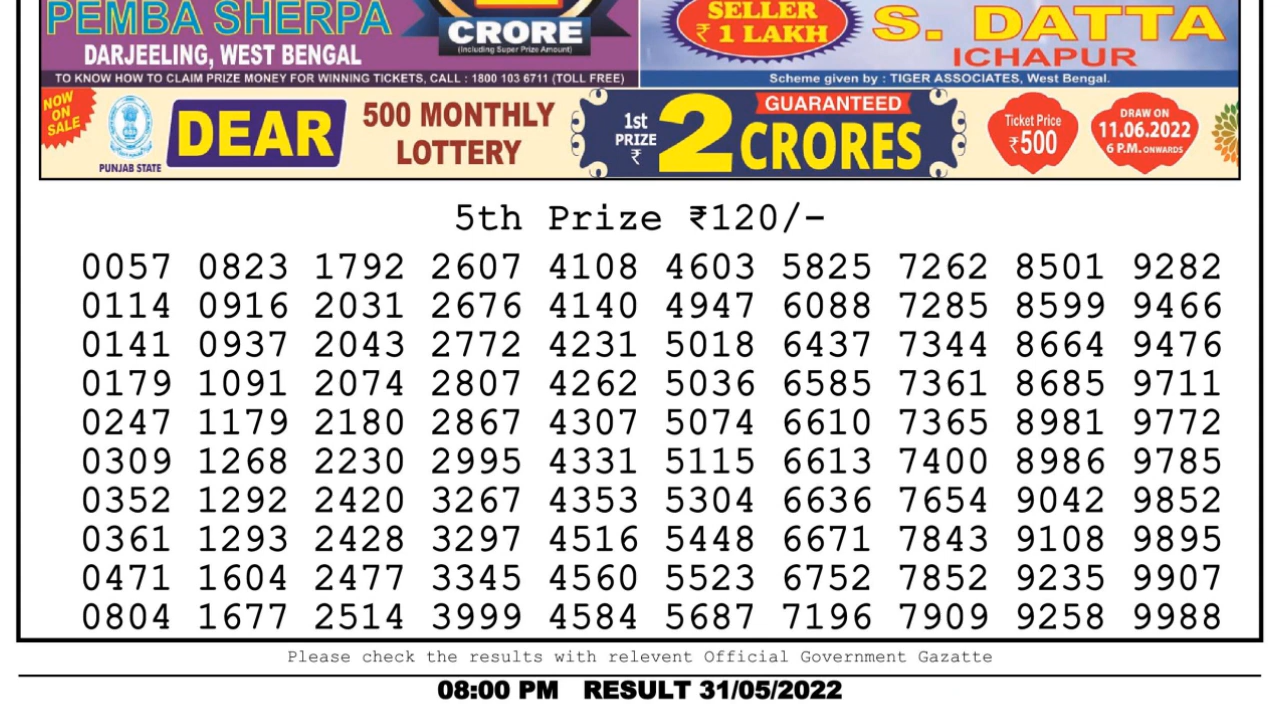 PEMBA SHERPA
DARJEELING, WEST BENGAL
CRORE
(Including Super Prize Amount)
TO KNOW HOW TO CLAIM PRIZE MONEY FOR WINNING TICKETS, CALL : 1800 103 6711 (TOLL FREE)
SELLER
₹ 1 LAKH
S. DATTA
ICHAPUR
Scheme given by : TIGER ASSOCIATES, West Bengal.
NOW
ON
SALE
PUNJAB STATE
DEAR
500 MONTHLY
LOTTERY
1st
PRIZE
₹
2
GUARANTEED
CRORES
Ticket Price
₹500
DRAW ON
11.06.2022
6 P.M. ONWARDS
5th Prize ₹120/-
0057 0823 1792 2607 4108 4603 5825 7262 8501 9282
0114 0916 2031 2676 4140 4947 6088 7285 8599 9466
0141 0937 2043 2772 4231 5018 6437 7344 8664 9476
0179 1091 2074 2807 4262 5036 6585 7361 8685 9711
0247 1179 2180 2867 4307 5074 6610 7365 8981 9772
0309 1268 2230 2995 4331 5115 6613 7400 8986 9785
0352 1292 2420 3267 4353 5304 6636 7654 9042 9852
0361 1293 2428 3297 4516 5448 6671 7843 9108 9895
0471 1604 2477 3345 4560 5523 6752 7852 9235 9907
0804 1677 2514 3999 4584 5687 7196 7909 9258 9988
Please check the results with relevent Official Government Gazatte
08:00 PM RESULT 31/05/2022